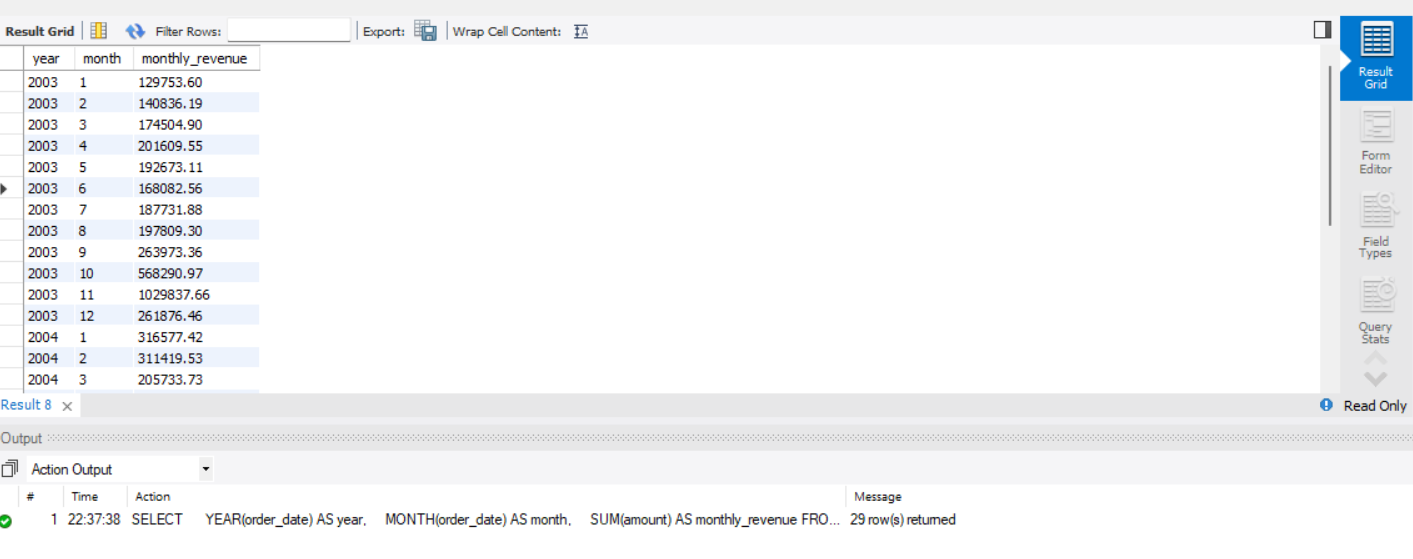 Result Grid Filter Rows: Export: Wrap Cell Content:
year month monthly_revenue
2003 1 129753.60
2003 2 140836.19
2003 3 174504.90
2003 4 201609.55
2003 5 192673.11
2003 6 168082.56
2003 7 187731.88
2003 8 197809.30
2003 9 263973.36
2003 10 568290.97
2003 11 1029837.66
2003 12 261876.46
2004 1 316577.42
2004 2 311419.53
2004 3 205733.73
Result
Grid
Form
Editor
Field
Types
Query
Stats
Result 8 Read Only
Output
Action Output
# Time Action Message
1 22:37:38 SELECT YEAR(order_date) AS year, MONTH(order_date) AS month, SUM(amount) AS monthly_revenue FRO... 29 row(s) returned